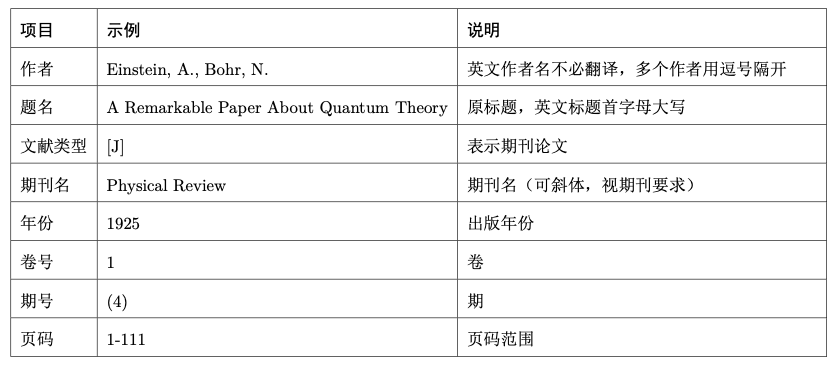 项目 示例 说明
作者 Einstein, A., Bohr, N. 英文作者名不必翻译，多个作者用逗号隔开
题名 A Remarkable Paper About Quantum Theory 原标题，英文标题首字母大写
文献类型 [J] 表示期刊论文
期刊名 Physical Review 期刊名（可斜体，视期刊要求）
年份 1925 出版年份
卷号 1 卷
期号 (4) 期
页码 1-111 页码范围